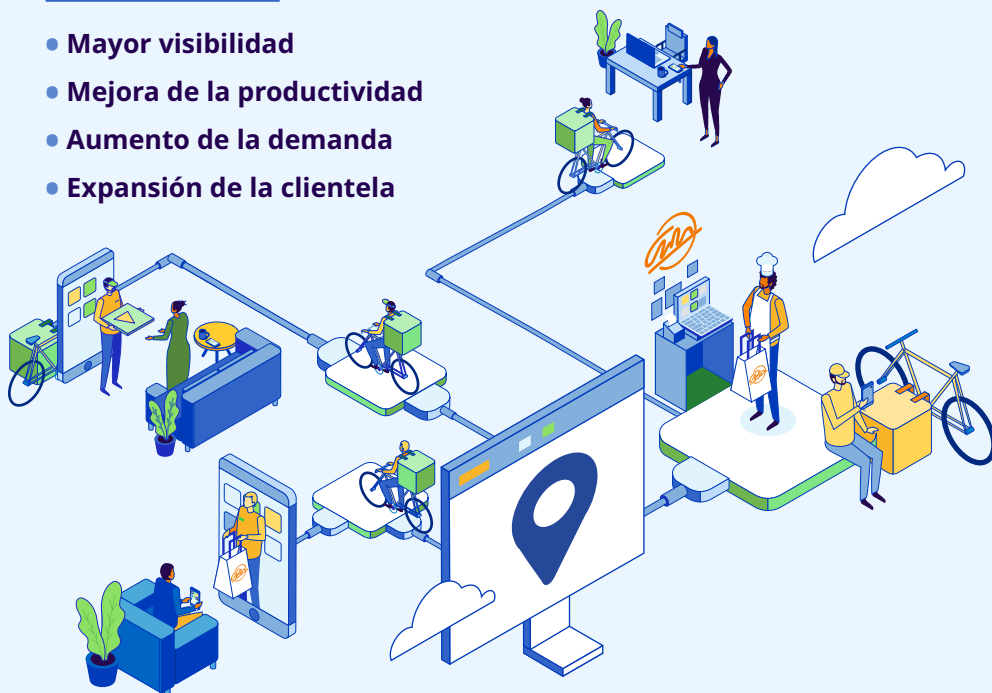 • Mayor visibilidad
• Mejora de la productividad
• Aumento de la demanda
• Expansión de la clientela